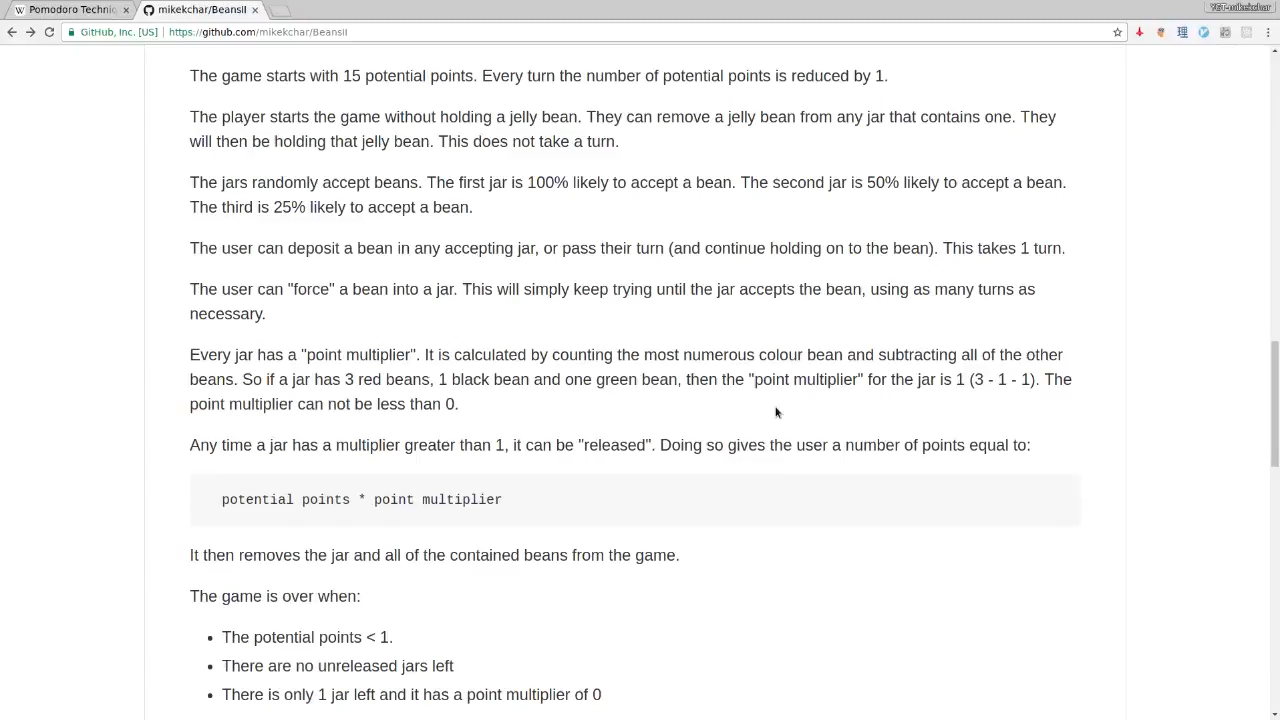 Pomodoro Techniq
mikekchar/BeansII
YCT-mikekchar
GitHub, Inc. [US]
https://github.com/mikekchar/BeansII
The game starts with 15 potential points. Every turn the number of potential points is reduced by 1.
The player starts the game without holding a jelly bean. They can remove a jelly bean from any jar that contains one. They
will then be holding that jelly bean. This does not take a turn.
The jars randomly accept beans. The first jar is 100% likely to accept a bean. The second jar is 50% likely to accept a bean.
The third is 25% likely to accept a bean.
The user can deposit a bean in any accepting jar, or pass their turn (and continue holding on to the bean). This takes 1 turn.
The user can "force" a bean into a jar. This will simply keep trying until the jar accepts the bean, using as many turns as
necessary.
Every jar has a "point multiplier". It is calculated by counting the most numerous colour bean and subtracting all of the other
beans. So if a jar has 3 red beans, 1 black bean and one green bean, then the "point multiplier" for the jar is 1 (3 - 1 - 1). The
point multiplier can not be less than 0.
Any time a jar has a multiplier greater than 1, it can be "released". Doing so gives the user a number of points equal to:
potential points * point multiplier
It then removes the jar and all of the contained beans from the game.
The game is over when:
• The potential points < 1.
• There are no unreleased jars left
• There is only 1 jar left and it has a point multiplier of 0